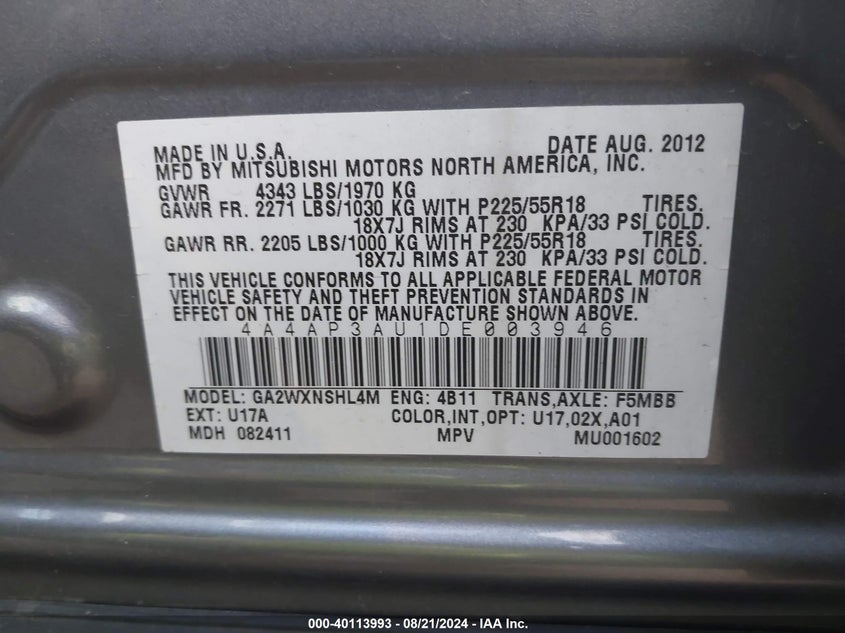 MADE IN U.S.A. DATE AUG. 2012
MFD BY MITSUBISHI MOTORS NORTH AMERICA, INC.
GVWR 4343 LBS/1970 KG
GAWR FR. 2271 LBS/1030 KG WITH P225/55R18 TIRES.
18X7J RIMS AT 230 KPA/33 PSI COLD.
GAWR RR. 2205 LBS/1000 KG WITH P225/55R18 TIRES.
18X7J RIMS AT 230 KPA/33 PSI COLD.
THIS VEHICLE CONFORMS TO ALL APPLICABLE FEDERAL MOTOR
VEHICLE SAFETY AND THEFT PREVENTION STANDARDS IN
EFFECT ON THE DATE OF MANUFACTURE SHOWN ABOVE.
4A4AP3AU1DE003946
MODEL: GA2WXNSHL4M ENG: 4B11 TRANS,AXLE: F5MBB
EXT: U17A COLOR,INT,OPT: U17,02X,A01
MDH 082411 MPV MU001602
000-40113993 - 08/21/2024 - IAA Inc.